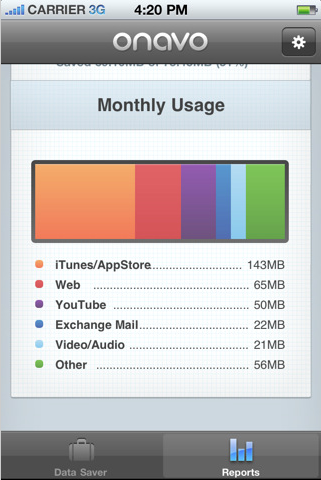 CARRIER 3G 4:20 PM
onavo
Monthly Usage
iTunes/AppStore 143MB
Web 65MB
YouTube 50MB
Exchange Mail 22MB
Video/Audio 21MB
Other 56MB
Data Saver Reports